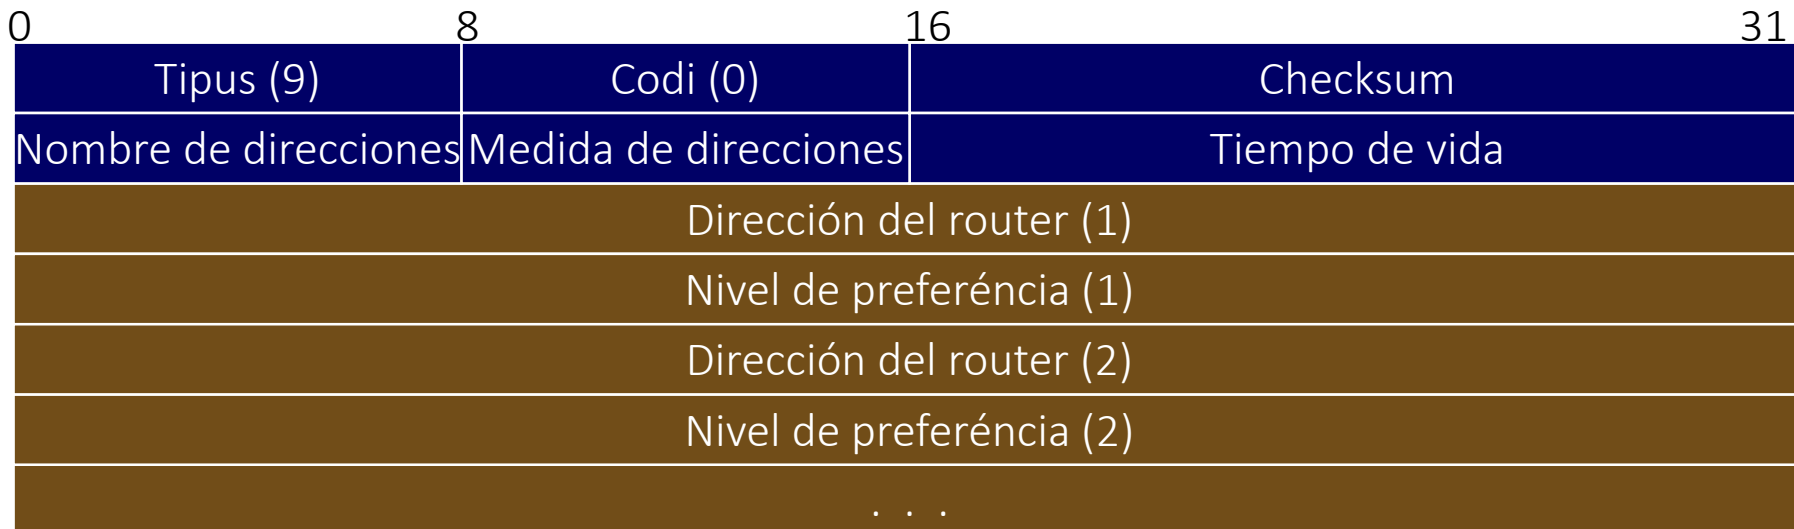 0 8 16 31
Tipus (9) Codi (0) Checksum
Nombre de direcciones Medida de direcciones Tiempo de vida
Dirección del router (1)
Nivel de preferéncia (1)
Dirección del router (2)
Nivel de preferéncia (2)
. . .